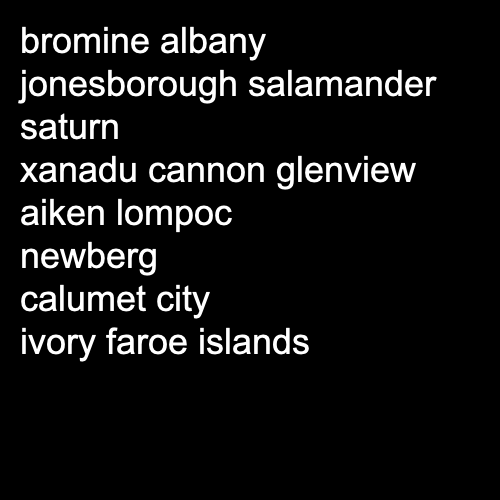 bromine albany
jonesborough salamander
saturn
xanadu cannon glenview
aiken lompoc
newberg
calumet city
ivory faroe islands